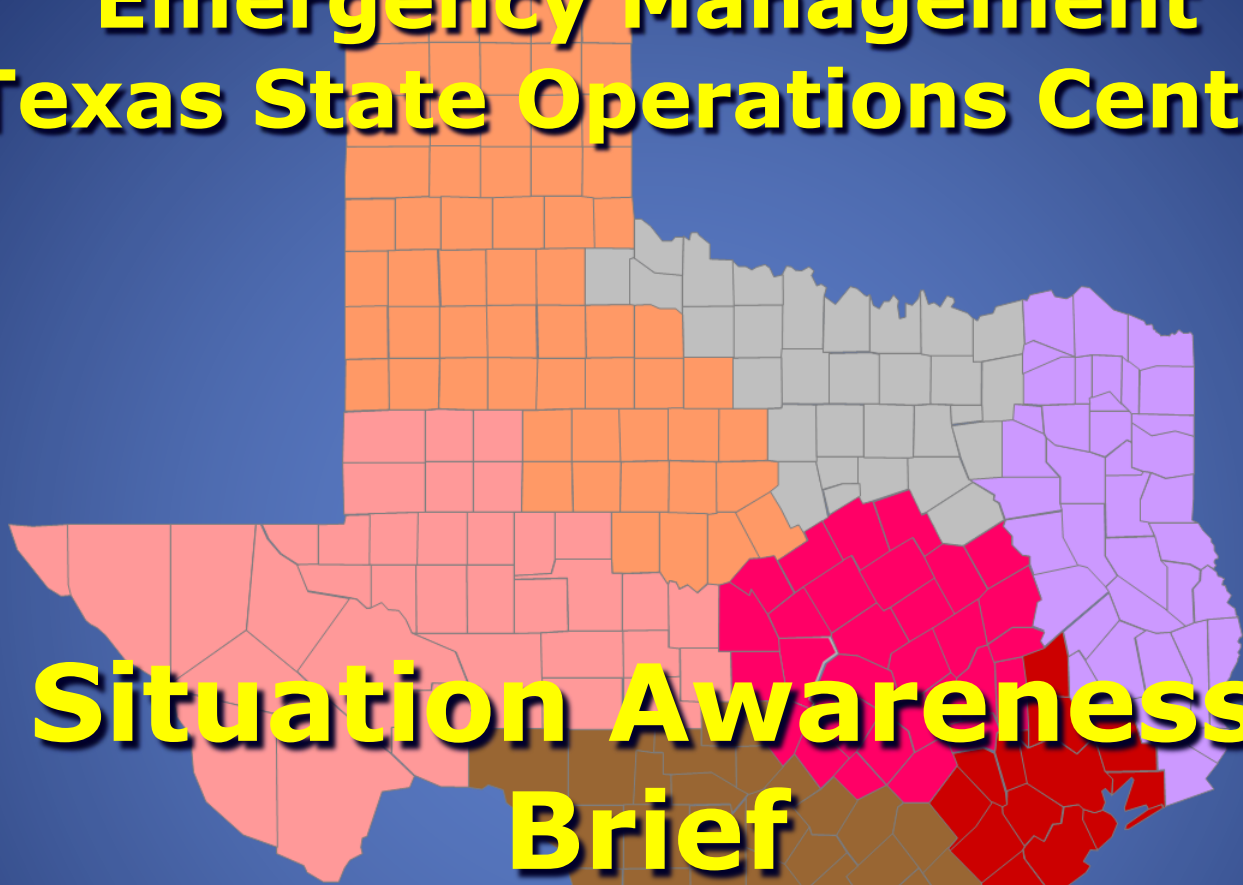 Emergency Management
Texas State Operations Cent
Situation Awareness
Brief